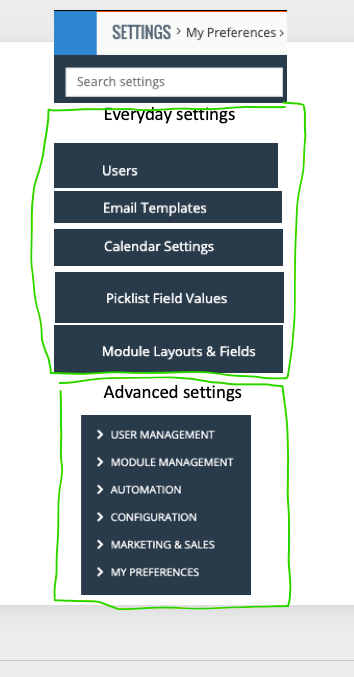 SETTINGS > My Preferences >
Search settings
Everyday settings
Users
Email Templates
Calendar Settings
Picklist Field Values
Module Layouts & Fields
Advanced settings
> USER MANAGEMENT
> MODULE MANAGEMENT
> AUTOMATION
> CONFIGURATION
> MARKETING & SALES
> MY PREFERENCES